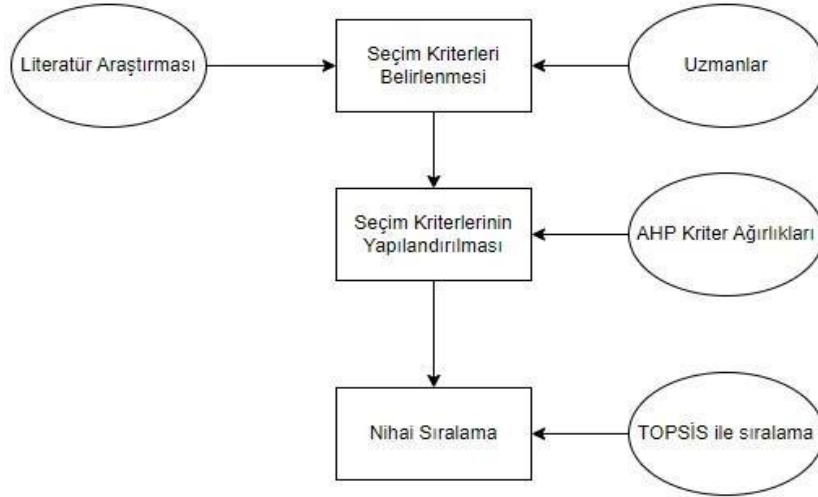 Literatür Araştırması
Seçim Kriterleri
Belirlenmesi
Uzmanlar
Seçim Kriterlerinin
Yapılandırılması
AHP Kriter Ağırlıkları
Nihai Sıralama
TOPSİS ile sıralama